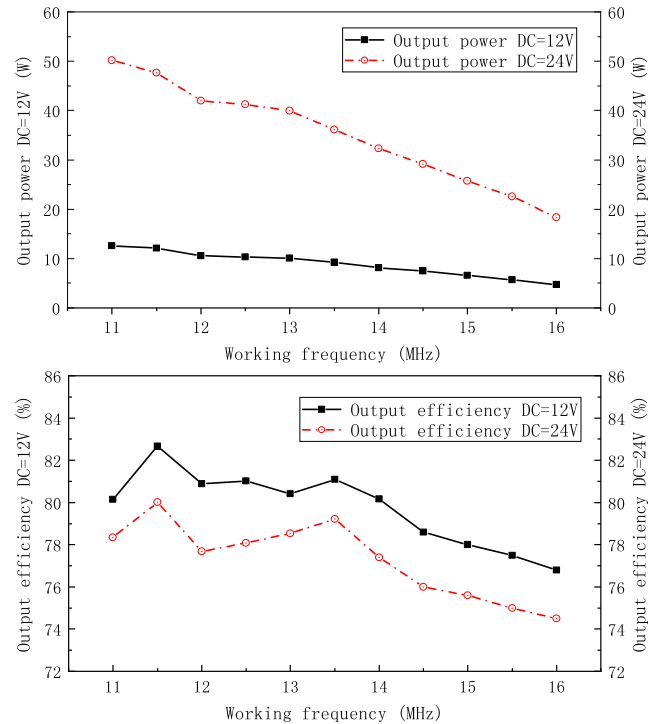 Output power DC=12V
Output power DC=24V
Output power DC=12V (W)
60
50
40
30
20
10
0
60
50
40
30
20
10
0
Output power DC=24V (W)
11 12 13 14 15 16
Working frequency (MHz)
Output efficiency DC=12V
Output efficiency DC=24V
Output efficiency DC=12V (%)
86
84
82
80
78
76
74
72
86
84
82
80
78
76
74
72
Output efficiency DC=24V (%)
11 12 13 14 15 16
Working frequency (MHz)